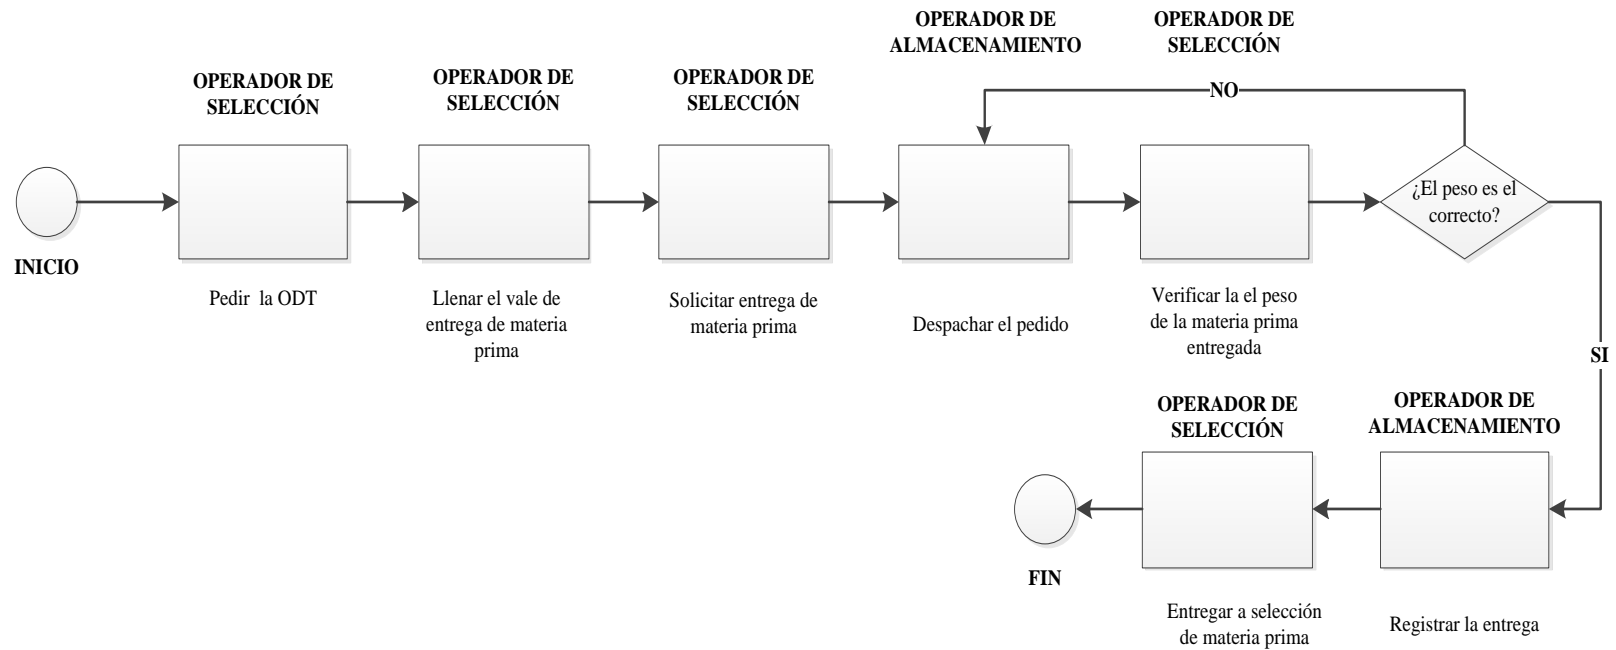 INICIO
OPERADOR DE
SELECCIÓN
Pedir  la ODT
OPERADOR DE
SELECCIÓN
Llenar el vale de
entrega de materia
prima
OPERADOR DE
SELECCIÓN
Solicitar entrega de
materia prima
OPERADOR DE
ALMACENAMIENTO
Despachar el pedido
OPERADOR DE
SELECCIÓN
Verificar la el peso
de la materia prima
entregada
NO
¿El peso es el
correcto?
SI
OPERADOR DE
ALMACENAMIENTO
Registrar la entrega
OPERADOR DE
SELECCIÓN
Entregar a selección
de materia prima
FIN